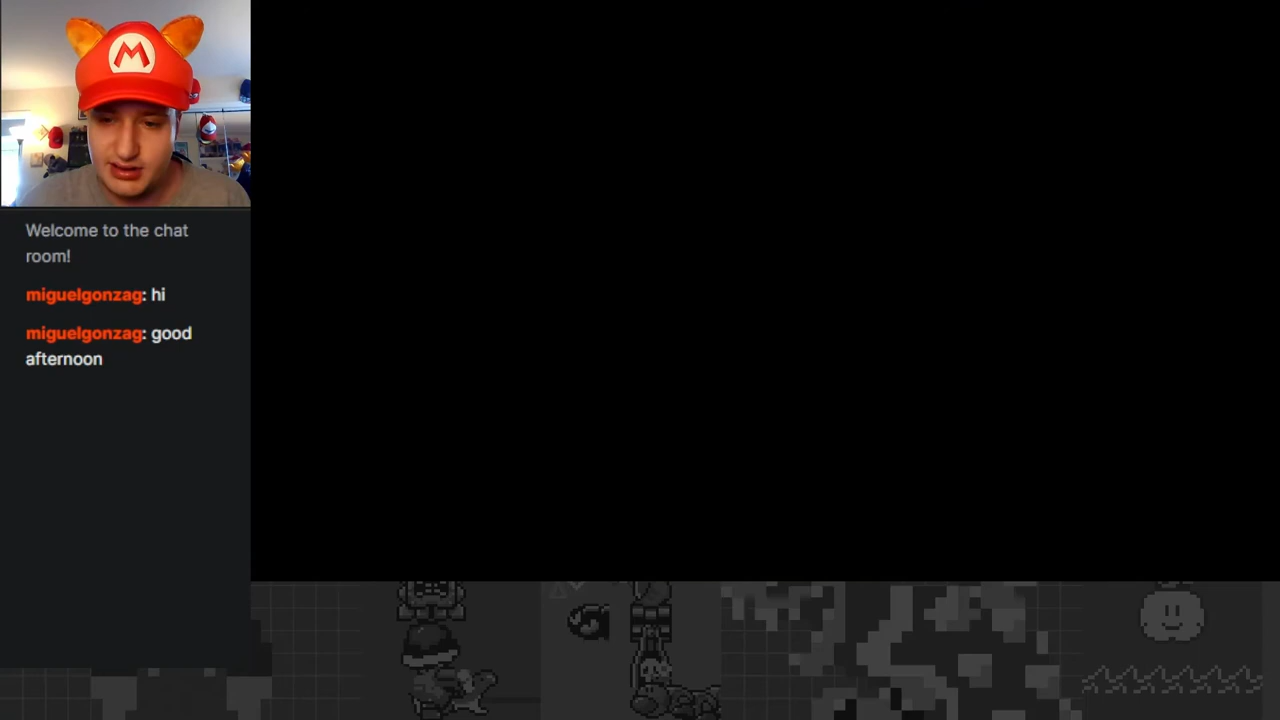 M
Welcome to the chat
room!
miguelgonzag: hi
miguelgonzag: good
afternoon